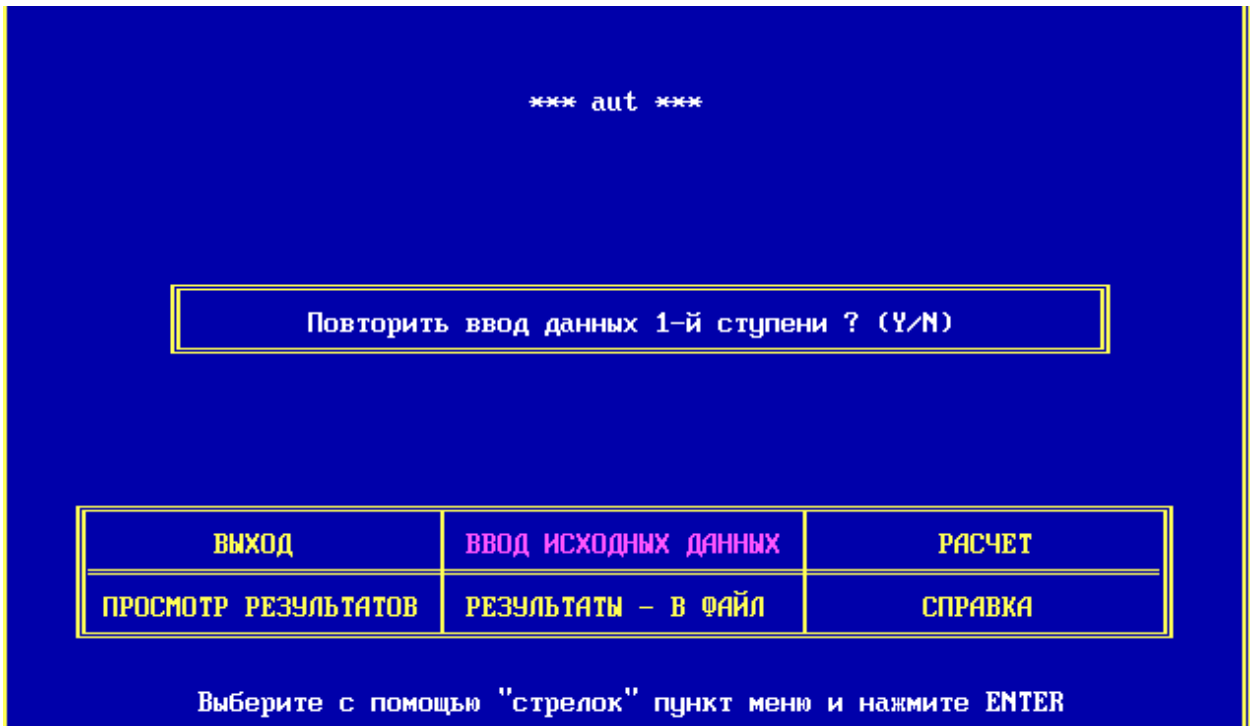 *** aut ***
Повторить ввод данных 1-й ступени ? (Y/N)
ВЫХОД ВВОД ИСХОДНЫХ ДАННЫХ РАСЧЕТ
ПРОСМОТР РЕЗУЛЬТАТОВ РЕЗУЛЬТАТЫ - В ФАЙЛ СПРАВКА
Выберите с помощью "стрелок" пункт меню и нажмите ENTER